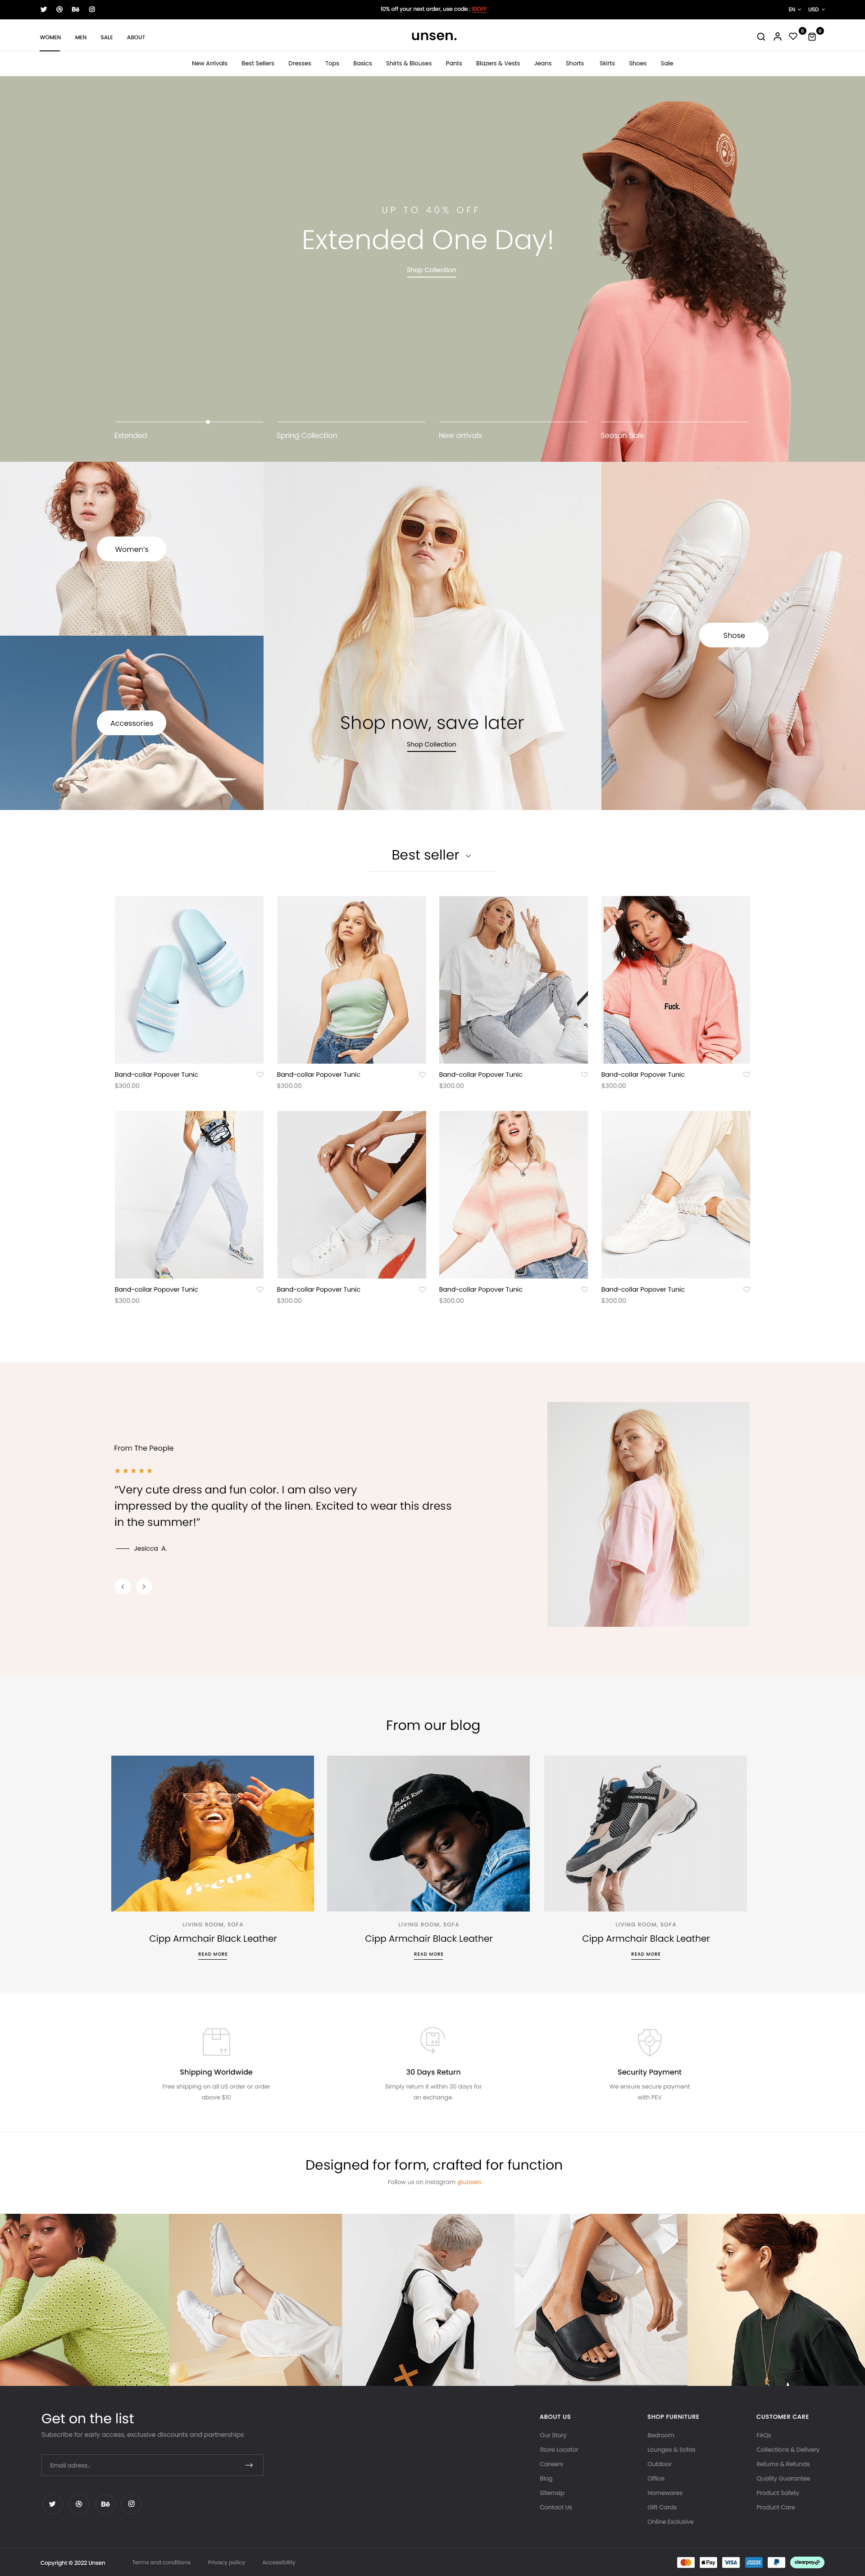 10% off your next order, use code : 10OFF
EN USD
WOMEN MEN SALE ABOUT
unsen.
0 0
New Arrivals Best Sellers Dresses Tops Basics Shirts & Blouses Pants Blazers & Vests Jeans Shorts Skirts Shoes Sale
UP TO 40% OFF
Extended One Day!
Shop Collection
Extended Spring Collection New arrivals Season Sale
Women's
Accessories
Shop now, save later
Shop Collection
Shose
Best seller
Fuck.
Band-collar Popover Tunic Band-collar Popover Tunic Band-collar Popover Tunic Band-collar Popover Tunic
$300.00 $300.00 $300.00 $300.00
Band-collar Popover Tunic Band-collar Popover Tunic Band-collar Popover Tunic Band-collar Popover Tunic
$300.00 $300.00 $300.00 $300.00
From The People
“Very cute dress and fun color. I am also very
impressed by the quality of the linen. Excited to wear this dress
in the summer!”
Jesicca A.
From our blog
LIVING ROOM, SOFA LIVING ROOM, SOFA LIVING ROOM, SOFA
Cipp Armchair Black Leather Cipp Armchair Black Leather Cipp Armchair Black Leather
READ MORE READ MORE READ MORE
Shipping Worldwide 30 Days Return Security Payment
Free shipping on all US order or order Simply return it within 30 days for We ensure secure payment
above $10 an exchange. with PEV
Designed for form, crafted for function
Follow us on Instagram @unsen
Get on the list
Subscribe for early access, exclusive discounts and partnerships
Email adress..
ABOUT US
Our Story
Store Locator
Careers
Blog
Sitemap
Contact Us
SHOP FURNITURE
Bedroom
Lounges & Sofas
Outdoor
Office
Homewares
Gift Cards
Online Exclusive
CUSTOMER CARE
FAQs
Collections & Delivery
Returns & Refunds
Quality Guarantee
Product Safety
Product Care
Copyright © 2022 Unsen Terms and conditions Privacy policy Accessibility
Pay VISA clearpay